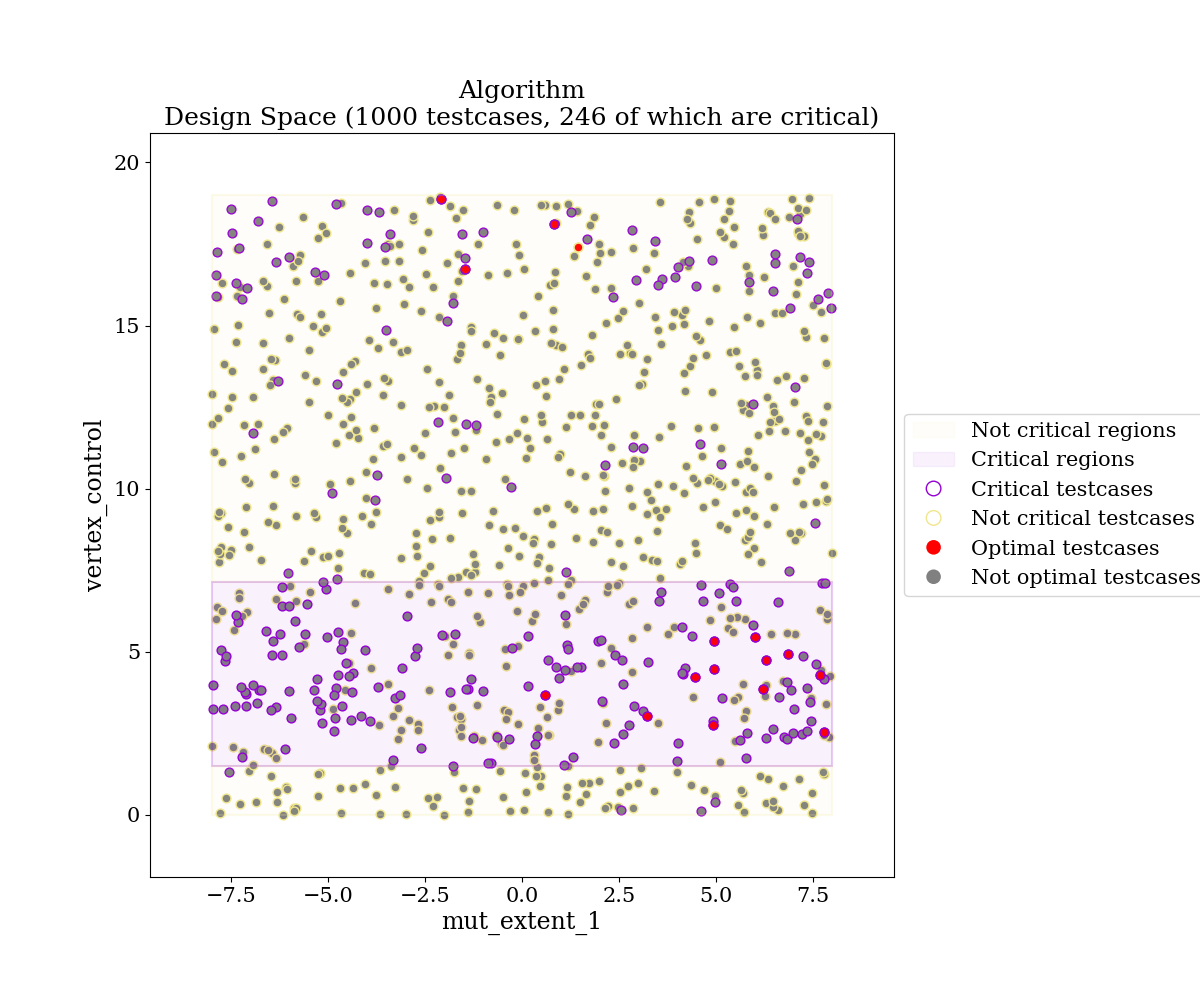 Algorithm
Design Space (1000 testcases, 246 of which are critical)
20
15
10
5
0
vertex_control
−7.5
−5.0
−2.5
0.0
2.5
5.0
7.5
mut_extent_1
Not critical regions
Critical regions
Critical testcases
Not critical testcases
Optimal testcases
Not optimal testcases